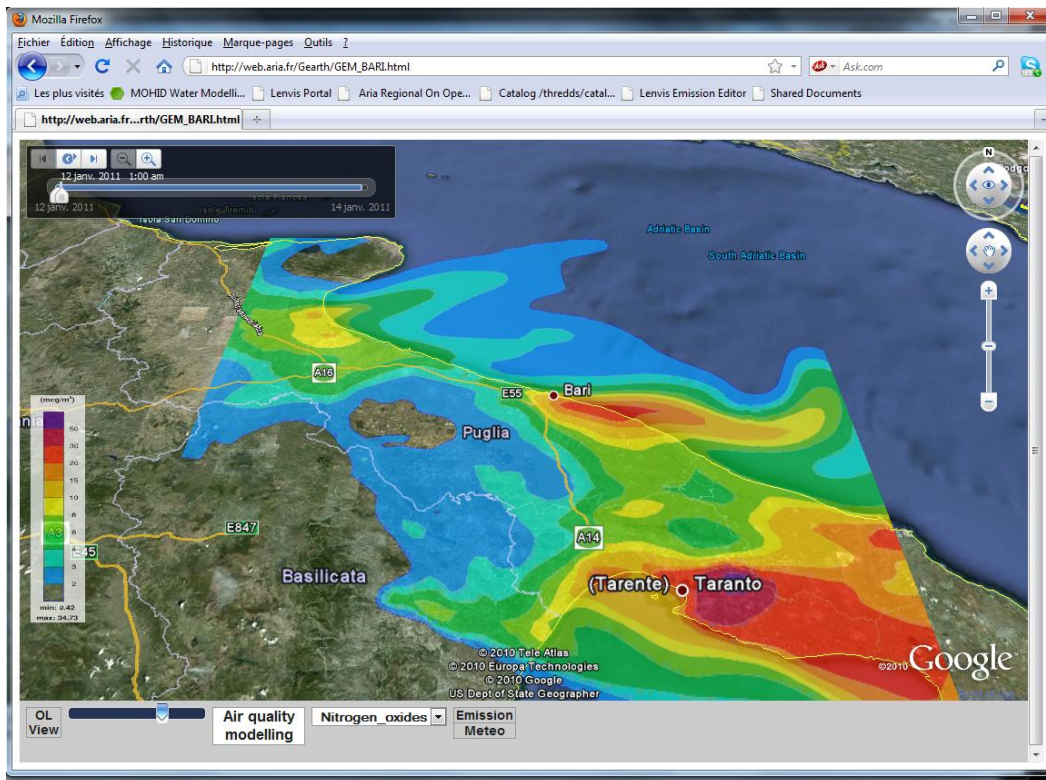 Mozilla Firefox
Fichier Édition Affichage Historique Marque-pages Outils ?
http://web.aria.fr/Gearth/GEM_BARI.html
Ask.com
Les plus visités MOHID Water Modelli... Lenvis Portal Aria Regional On Ope... Catalog /thredds/catal... Lenvis Emission Editor Shared Documents
http://web.aria.fr...rth/GEM_BARI.html
12 janv. 2011 1:00 am
12 janv. 2011 14 janv. 2011
Isola Pianosa
Isole Tremiti
Isola San Domino
N
Adriatic Basin
South Adriatic Basin
A16
E55 Bari
Puglia
(mcg/m³)
50
30
20
15
10
8
6
4
3
2
min: 0.42
max: 34.73
A3
E45
E847
A14
Basilicata
(Tarente) Taranto
© 2010 Tele Atlas
© 2010 Europa Technologies
© 2010 Google
US Dept of State Geographer
©2010 Google
OL View
Air quality modelling
Nitrogen_oxides
Emission
Meteo